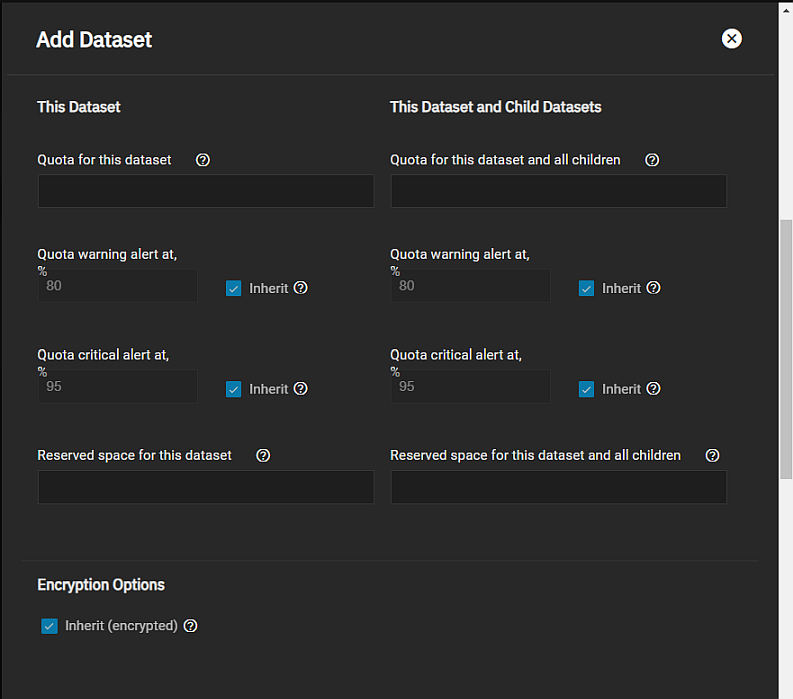 Add Dataset
This Dataset
This Dataset and Child Datasets
Quota for this dataset
Quota for this dataset and all children
Quota warning alert at,
%
80
Inherit
Quota warning alert at,
%
80
Inherit
Quota critical alert at,
%
95
Inherit
Quota critical alert at,
%
95
Inherit
Reserved space for this dataset
Reserved space for this dataset and all children
Encryption Options
Inherit (encrypted)